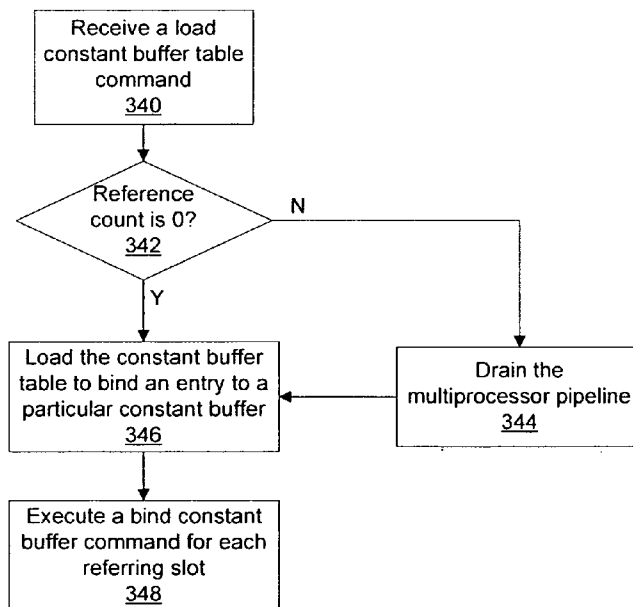 Receive a load
constant buffer table
command
340
Reference
count is 0?
342
N
Y
Load the constant buffer
table to bind an entry to a
particular constant buffer
346
Drain the
multiprocessor pipeline
344
Execute a bind constant
buffer command for each
referring slot
348